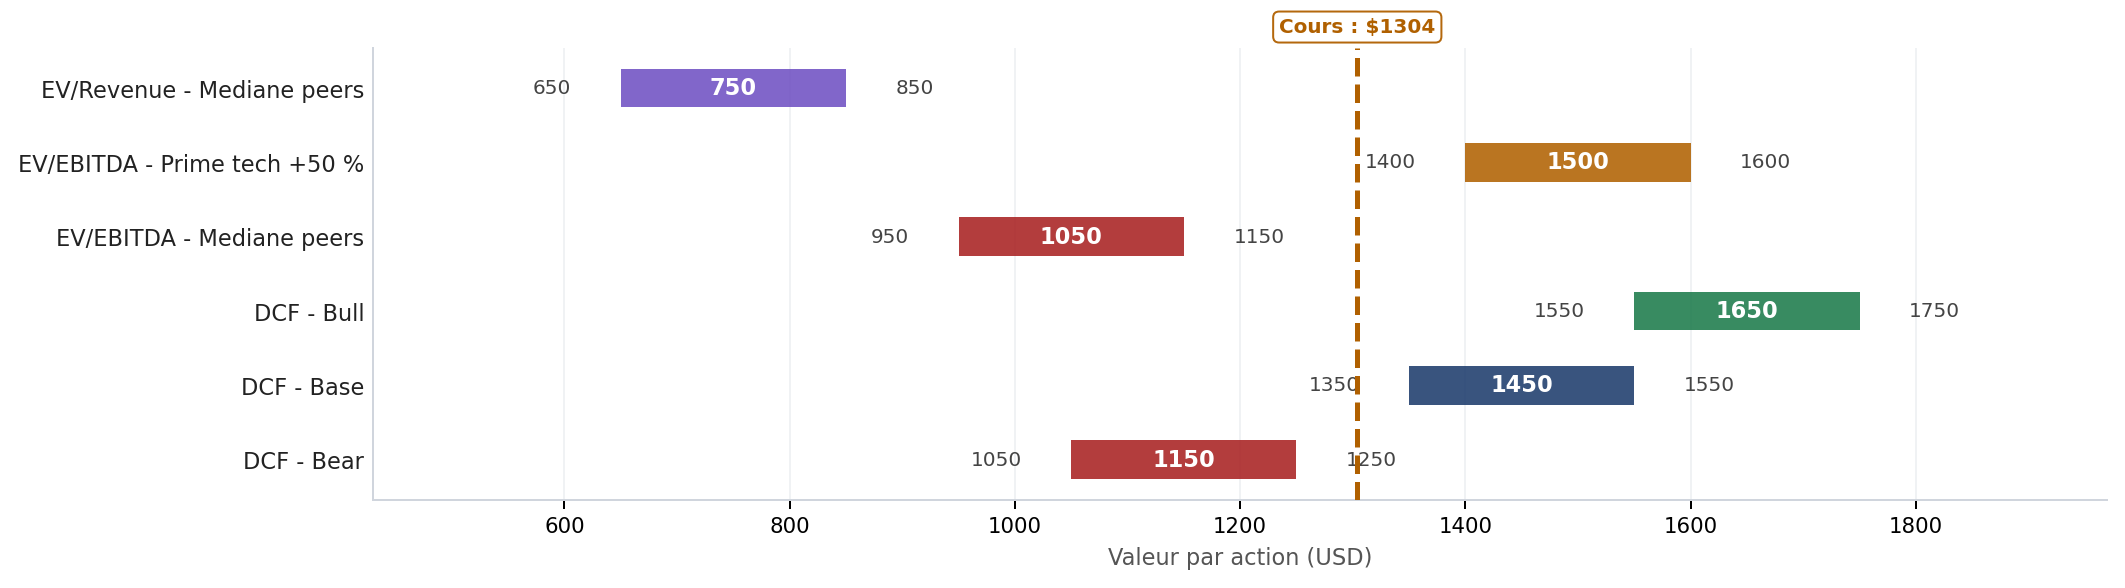 Cours : $1304
EV/Revenue - Mediane peers 650 750 850
EV/EBITDA - Prime tech +50 % 1400 1500 1600
EV/EBITDA - Mediane peers 950 1050 1150
DCF - Bull 1550 1650 1750
DCF - Base 1350 1450 1550
DCF - Bear 1050 1150 1250
600 800 1000 1200 1400 1600 1800
Valeur par action (USD)